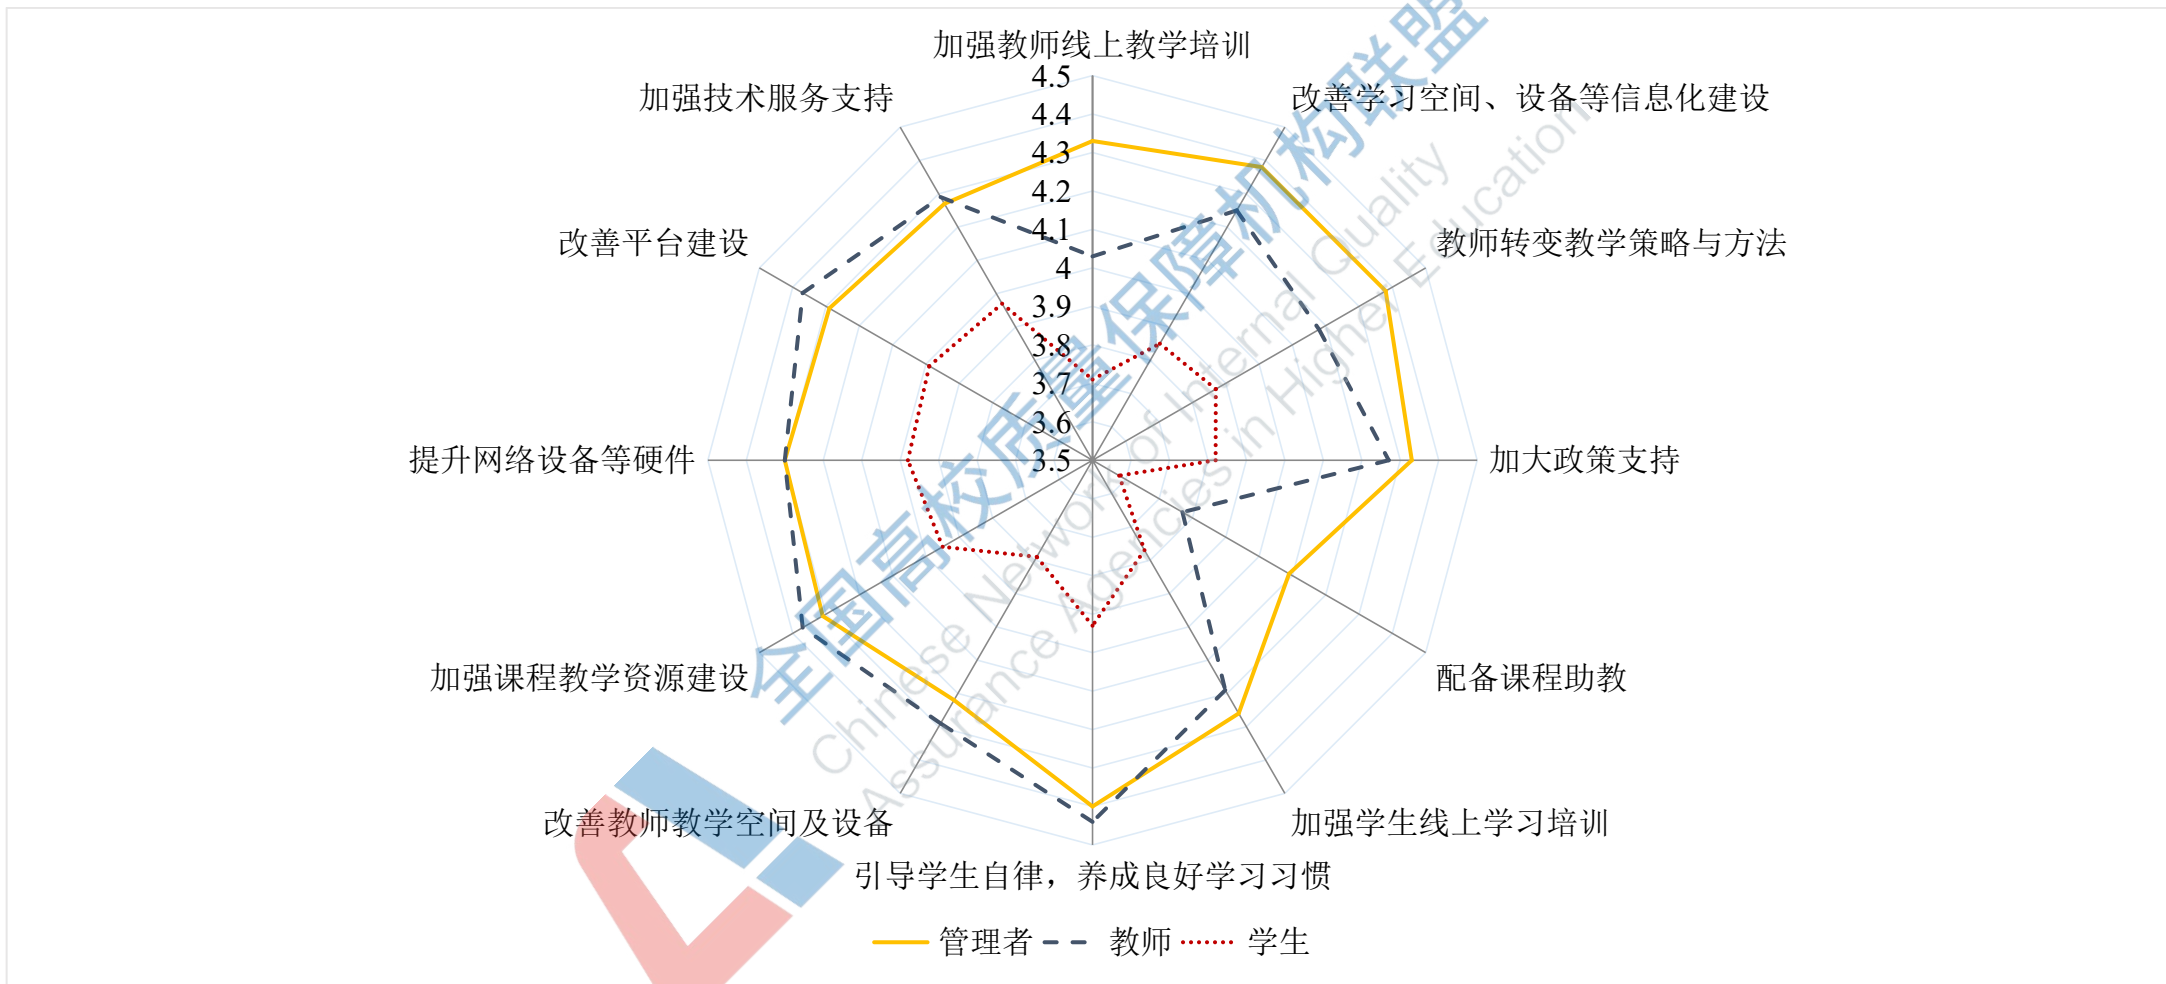 加强教师线上教学培训
改善学习空间、设备等信息化建设
教师转变教学策略与方法
加大政策支持
配备课程助教
加强学生线上学习培训
引导学生自律，养成良好学习习惯
改善教师教学空间及设备
加强课程教学资源建设
提升网络设备等硬件
改善平台建设
加强技术服务支持
4.5
4.4
4.3
4.2
4.1
4
3.9
3.8
3.7
3.6
3.5
管理者 教师 学生
全国高校质量保障机构联盟
Chinese Network of Internal Quality
Assurance Agencies in Higher Education